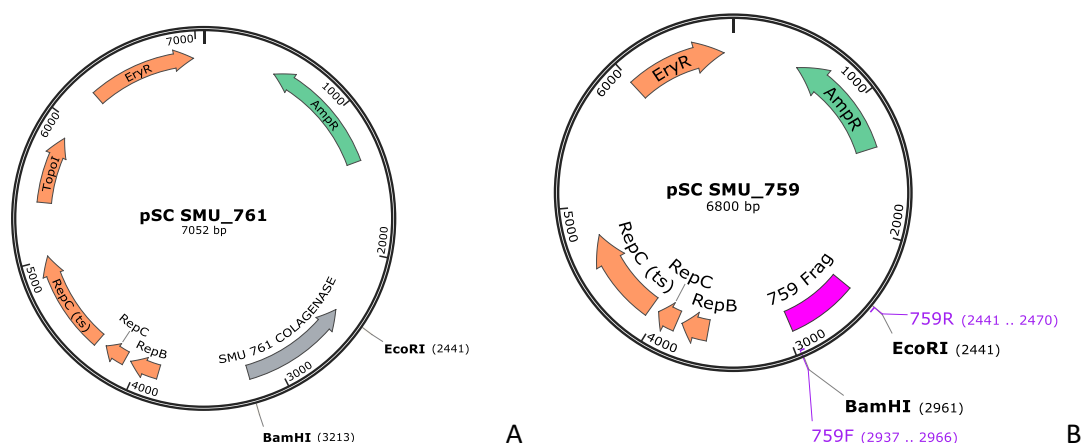 7000
EryR
1000
AmpR
6000
TopoI
pSC SMU_761
7052 bp
2000
5000
RepC (ts)
RepC
RepB
SMU 761 COLAGENASE
EcoRI (2441)
3000
4000
BamHI (3213)
A
EryR
6000
1000
AmpR
pSC SMU_759
6800 bp
5000
2000
RepC (ts)
RepC
RepB
759 Frag
759R (2441 .. 2470)
EcoRI (2441)
3000
4000
BamHI (2961)
759F (2937 .. 2966)
B